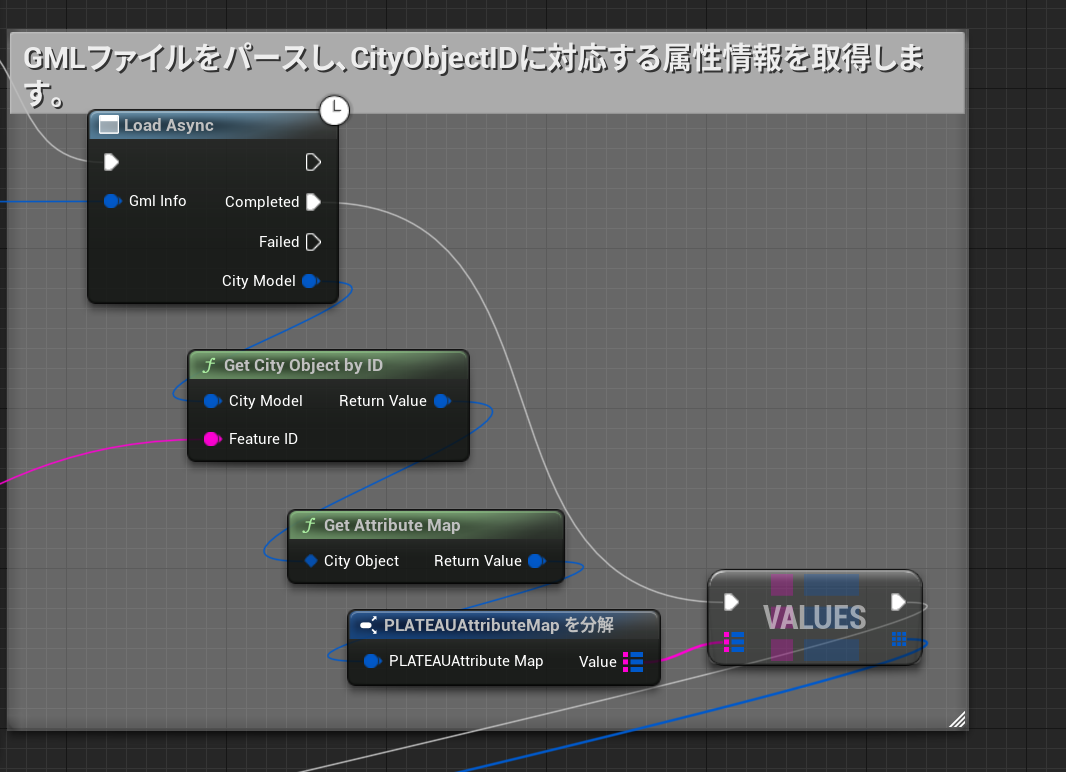 GMLファイルをパースし、CityObjectIDに対応する属性情報を取得しま
す。
Load Async
Gml Info
Completed
Failed
City Model
Get City Object by ID
City Model
Return Value
Feature ID
Get Attribute Map
City Object
Return Value
PLATEAUAttributeMap を分解
PLATEAUAttribute Map
Value
VALUES